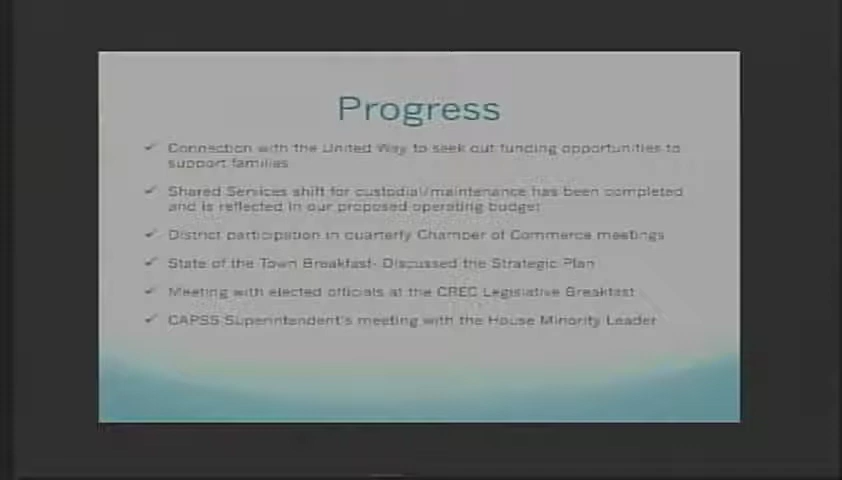 Progress
✓ Connection with the United Way to seek out funding opportunities to
support families
✓ Shared Services shift for custodial/maintenance has been completed
and is reflected in our proposed operating budget
✓ District participation in quarterly Chamber of Commerce meetings
✓ State of the Town Breakfast- Discussed the Strategic Plan
✓ Meeting with elected officials at the CREC Legislative Breakfast
✓ CAPSS Superintendent's meeting with the House Minority Leader